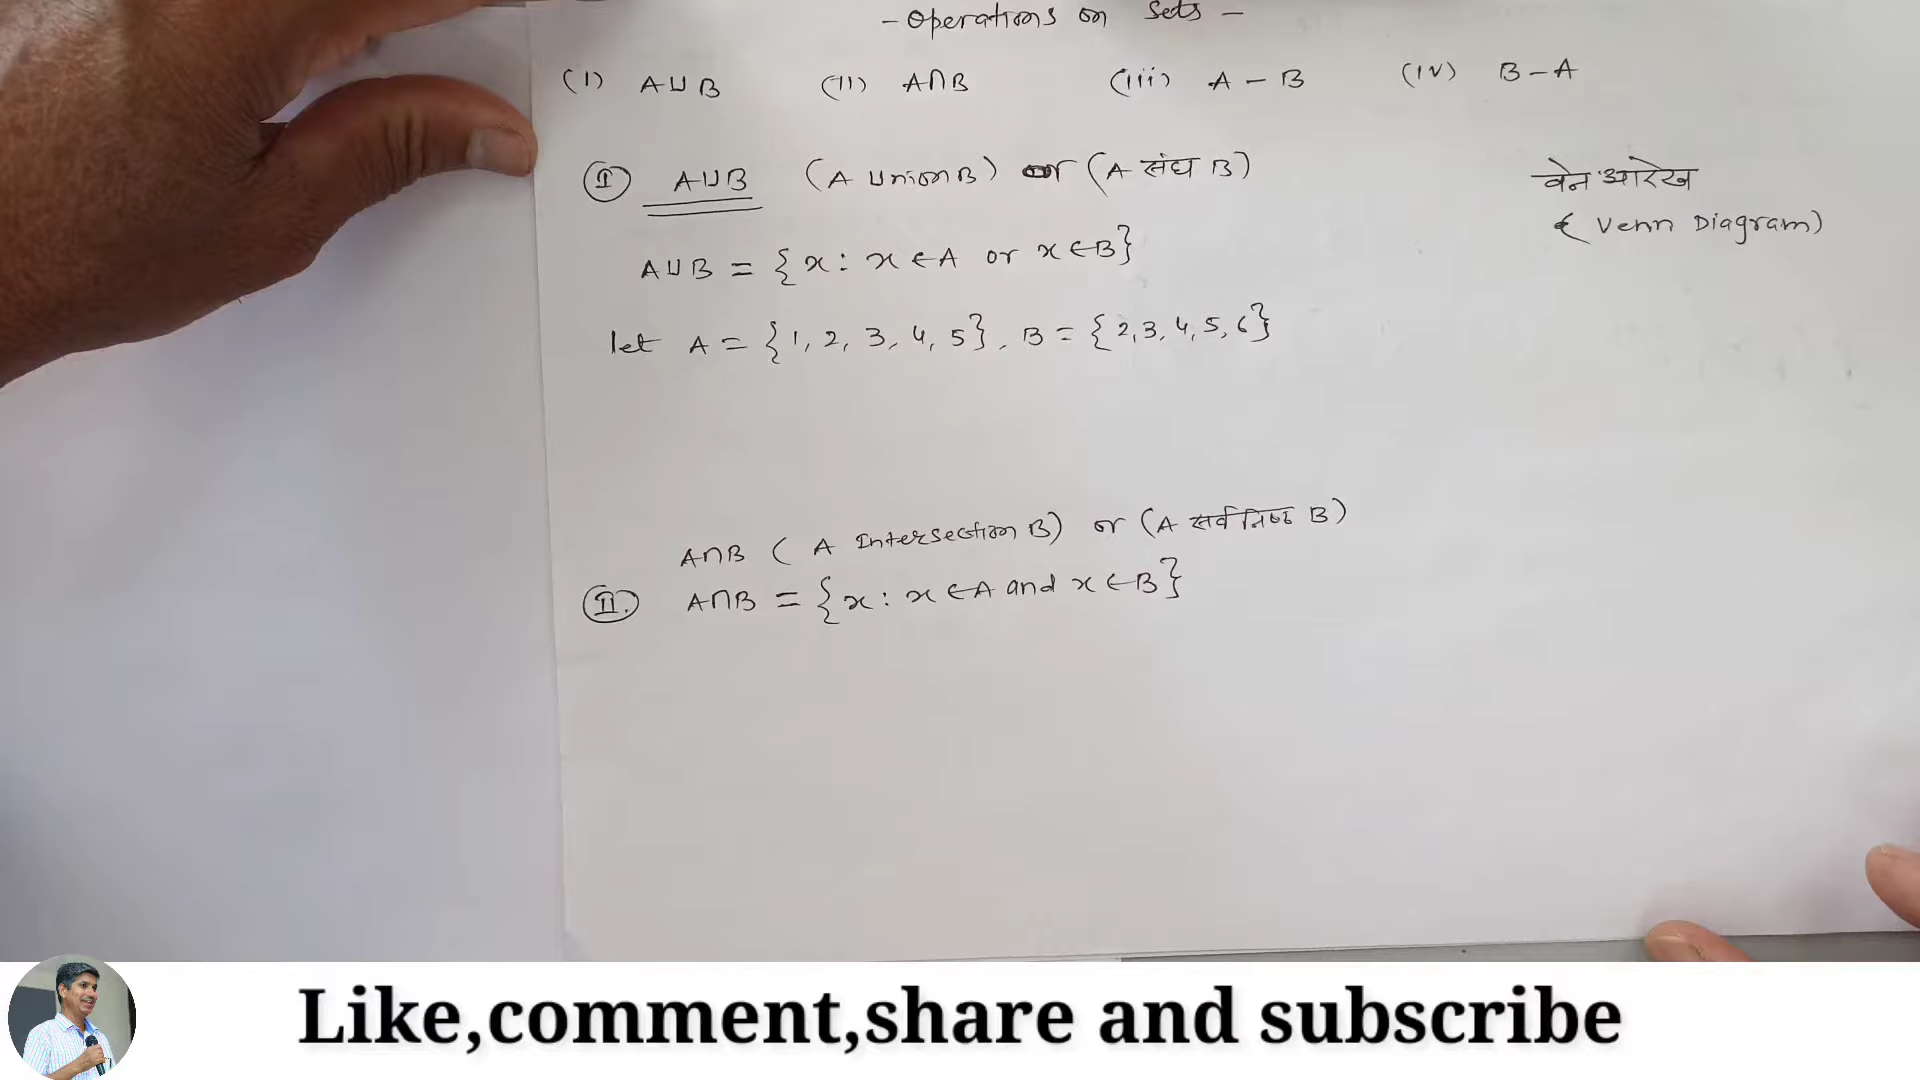 - Operations on Sets -
(I) A∪B (II) A∩B (iii) A - B (iv) B - A
(I) A∪B (A Union B) or (A संघ B)
वेन आरेख
( Venn Diagram)
A∪B = {x: x∈A or x∈B}
let A = {1, 2, 3, 4, 5}, B = {2,3,4,5,6}
A∩B ( A Intersection B) or (A सर्वनिष्ठ B)
(II). A∩B = {x: x∈A and x∈B}
Like,comment,share and subscribe